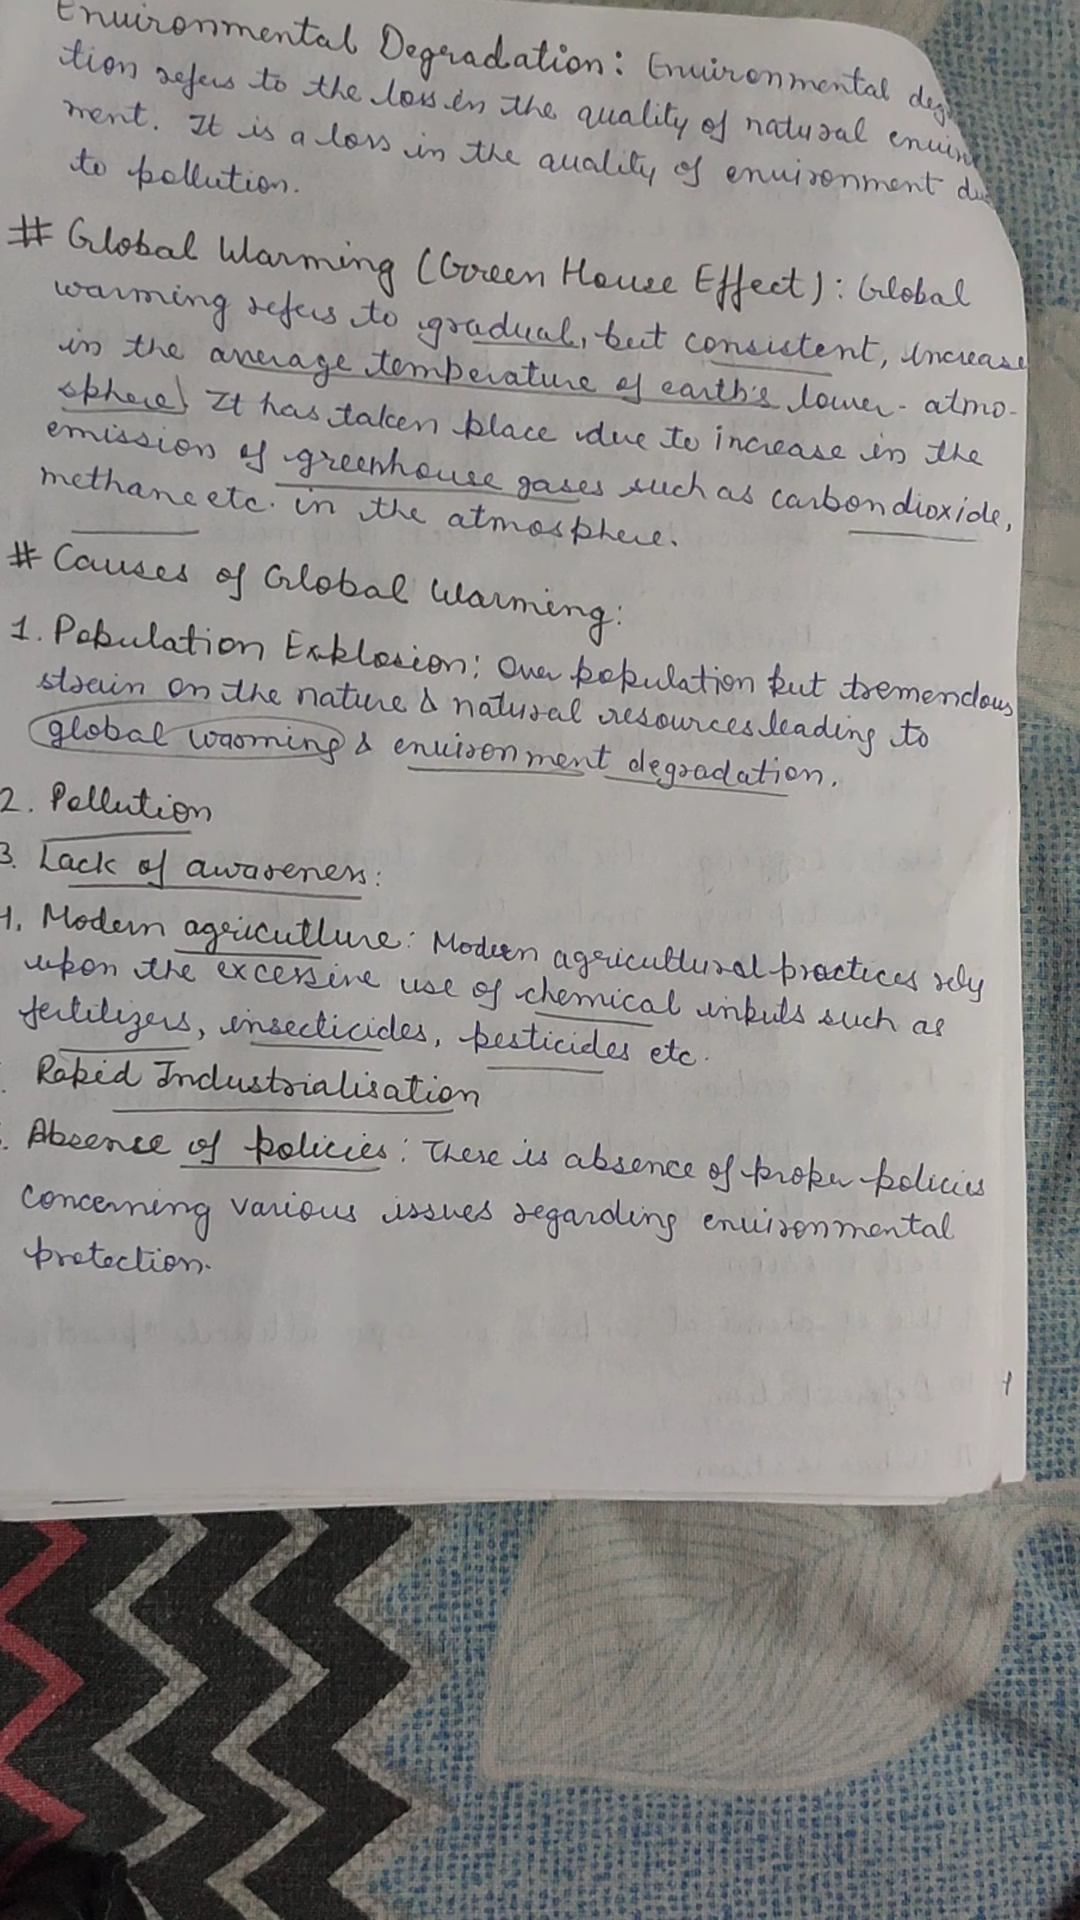 Environmental Degradation: Environmental deg
tion refers to the loss in the quality of natural environ
ment. It is a loss in the quality of environment due
to pollution.
# Global Warming (Green House Effect): Global
warming refers to gradual, but consistent, increase
in the average temperature of earth's lower-atmo-
sphere. It has taken place due to increase in the
emission of greenhouse gases such as carbondioxide,
methane etc. in the atmosphere.
# Causes of Global Warming:
1. Population Explosion: Over population but tremendous
strain on the nature & natural resources leading to
global warming & environment degradation.
2. Pollution
3. Lack of awareness:
4. Modern agricutlure: Modern agricultural practices rely
upon the excessive use of chemical inputs such as
fertilizers, insecticides, pesticides etc.
Rapid Industrialisation
Absence of policies: There is absence of proper policies
concerning various issues regarding environmental
protection.